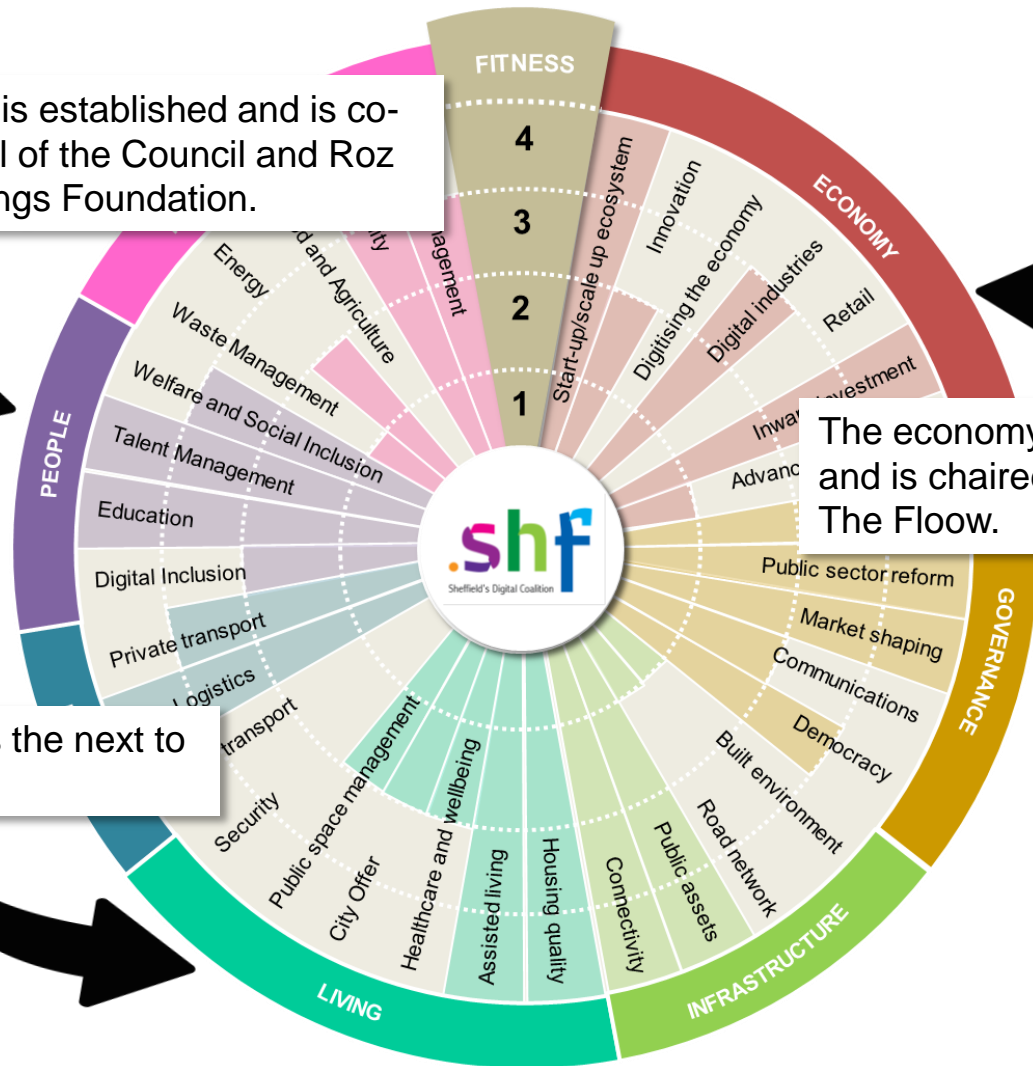 FITNESS
4
3
2
1
is established and is co-
l of the Council and Roz
ngs Foundation.
ECONOMY
Start-up/scale up ecosystem
Innovation
Digitising the economy
Digital industries
Retail
investment
The economy
and is chaired
The Floow.
GOVERNANCE
Public sector reform
Market shaping
Communications
Democracy
INFRASTRUCTURE
Built environment
Road network
Public assets
Connectivity
LIVING
Housing quality
Assisted living
Healthcare and wellbeing
City Offer
Public space management
Security
transport
Logistics
Private transport
the next to
PEOPLE
Digital Inclusion
Education
Talent Management
Welfare and Social Inclusion
Waste Management
Energy
and Agriculture
.shf
Sheffield's Digital Coalition